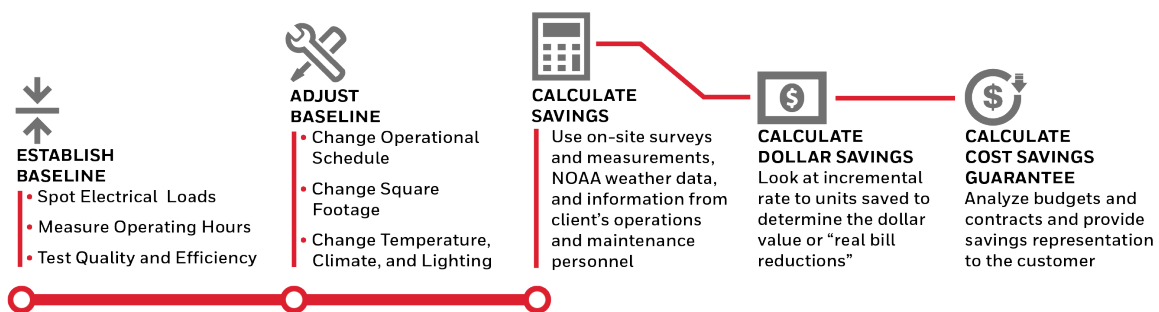 ESTABLISH
BASELINE
• Spot Electrical Loads
• Measure Operating Hours
• Test Quality and Efficiency
ADJUST
BASELINE
• Change Operational
Schedule
• Change Square
Footage
• Change Temperature,
Climate, and Lighting
CALCULATE
SAVINGS
Use on-site surveys
and measurements,
NOAA weather data,
and information from
client’s operations
and maintenance
personnel
$
CALCULATE
DOLLAR SAVINGS
Look at incremental
rate to units saved to
determine the dollar
value or “real bill
reductions”
$
CALCULATE
COST SAVINGS
GUARANTEE
Analyze budgets and
contracts and provide
savings representation
to the customer